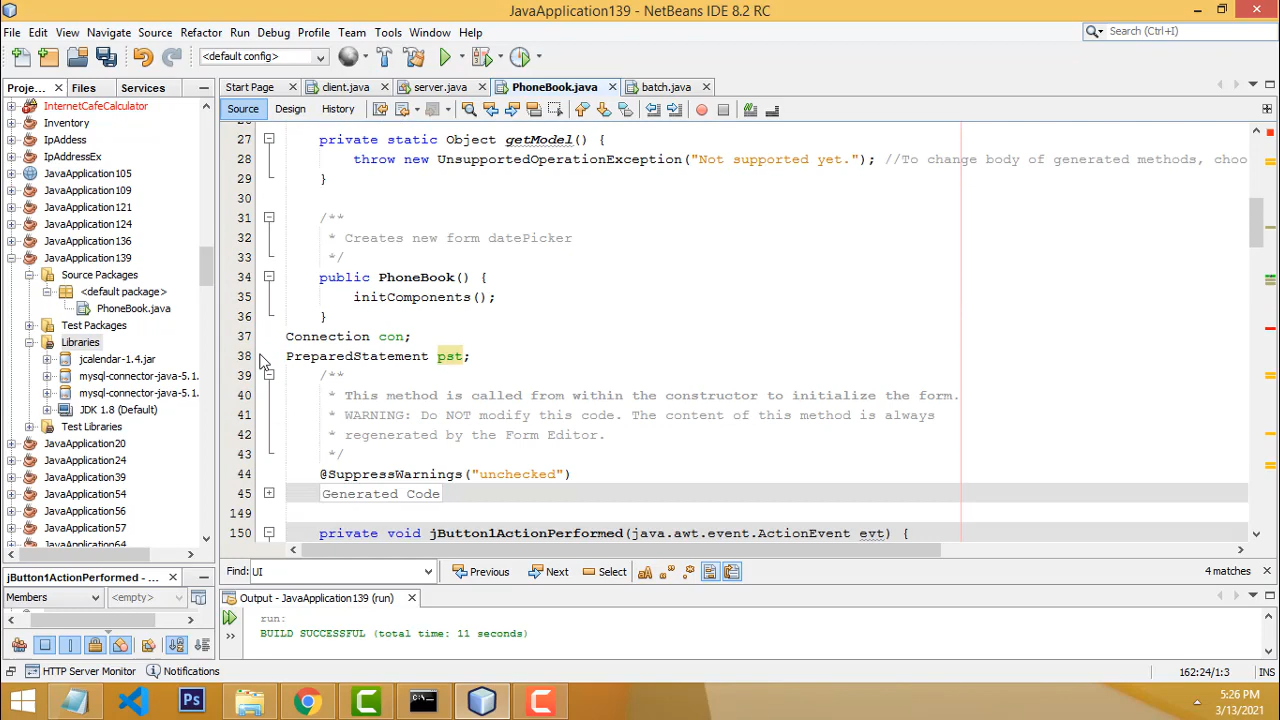 JavaApplication139 - NetBeans IDE 8.2 RC
File Edit View Navigate Source Refactor Run Debug Profile Team Tools Window Help
Search (Ctrl+I)
<default config>
Proje... Files Services
Start Page client.java server.java PhoneBook.java batch.java
Source Design History
InternetCafeCalculator
Inventory
IpAddess
IpAddressEx
JavaApplication105
JavaApplication109
JavaApplication121
JavaApplication124
JavaApplication136
JavaApplication139
Source Packages
<default package>
PhoneBook.java
Test Packages
Libraries
jcalendar-1.4.jar
mysql-connector-java-5.1.
mysql-connector-java-5.1.
JDK 1.8 (Default)
Test Libraries
JavaApplication20
JavaApplication24
JavaApplication39
JavaApplication54
JavaApplication56
JavaApplication57
JavaApplication64
27 private static Object getModel() {
28 throw new UnsupportedOperationException("Not supported yet."); //To change body of generated methods, choo
29 }
30
31 /**
32 * Creates new form datePicker
33 */
34 public PhoneBook() {
35 initComponents();
36 }
37 Connection con;
38 PreparedStatement pst;
39 /**
40 * This method is called from within the constructor to initialize the form.
41 * WARNING: Do NOT modify this code. The content of this method is always
42 * regenerated by the Form Editor.
43 */
44 @SuppressWarnings("unchecked")
45 Generated Code
149
150 private void jButton1ActionPerformed(java.awt.event.ActionEvent evt) {
Find: UI Previous Next Select 4 matches
jButton1ActionPerformed - ...
Members <empty>
Output - JavaApplication139 (run)
run:
BUILD SUCCESSFUL (total time: 11 seconds)
HTTP Server Monitor Notifications
162:24/1:3 INS
5:26 PM
3/13/2021